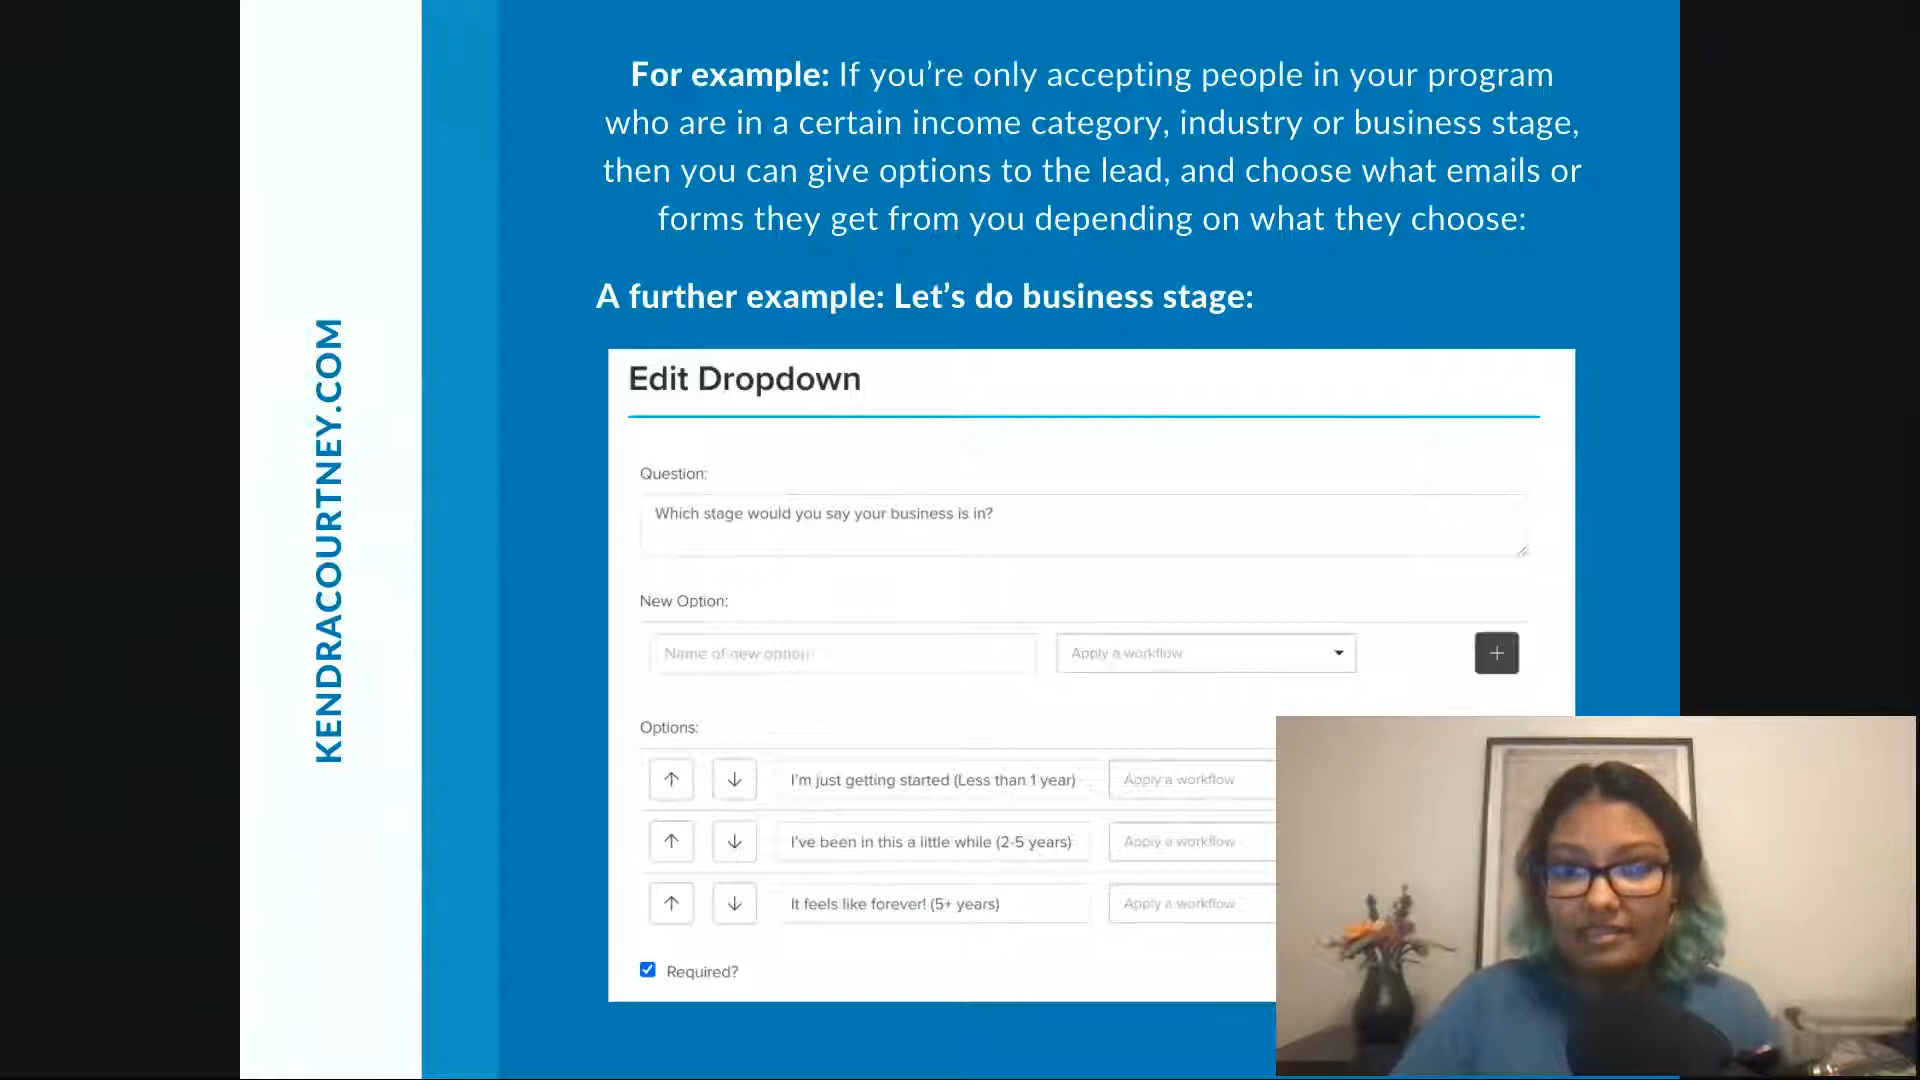 KENDRACOURTNEY.COM
For example: If you’re only accepting people in your program
who are in a certain income category, industry or business stage,
then you can give options to the lead, and choose what emails or
forms they get from you depending on what they choose:
A further example: Let’s do business stage:
Edit Dropdown
Question:
Which stage would you say your business is in?
New Option:
Name of new option Apply a workflow
Options:
I'm just getting started (Less than 1 year) Apply a workflow
I've been in this a little while (2-5 years) Apply a workflow
It feels like forever! (5+ years) Apply a workflow
Required?